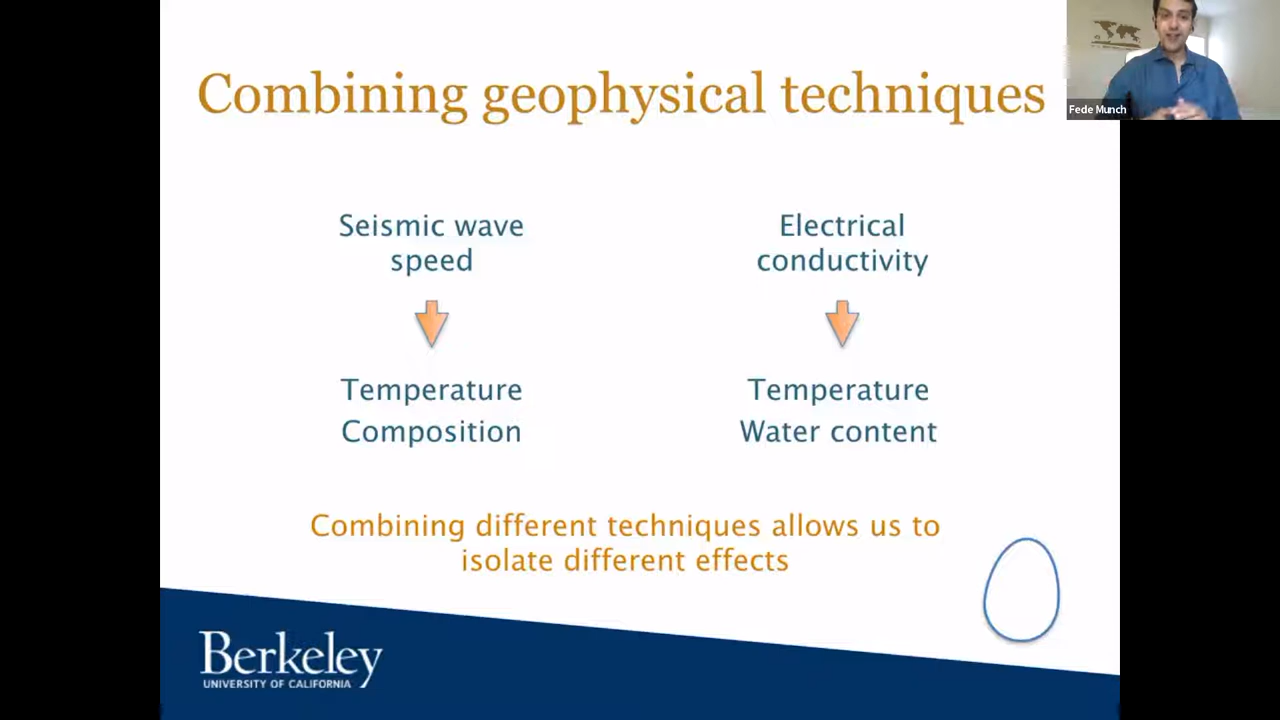 Combining geophysical techniques
Fede Munch
Seismic wave
speed
Temperature
Composition
Electrical
conductivity
Temperature
Water content
Combining different techniques allows us to
isolate different effects
Berkeley
UNIVERSITY OF CALIFORNIA